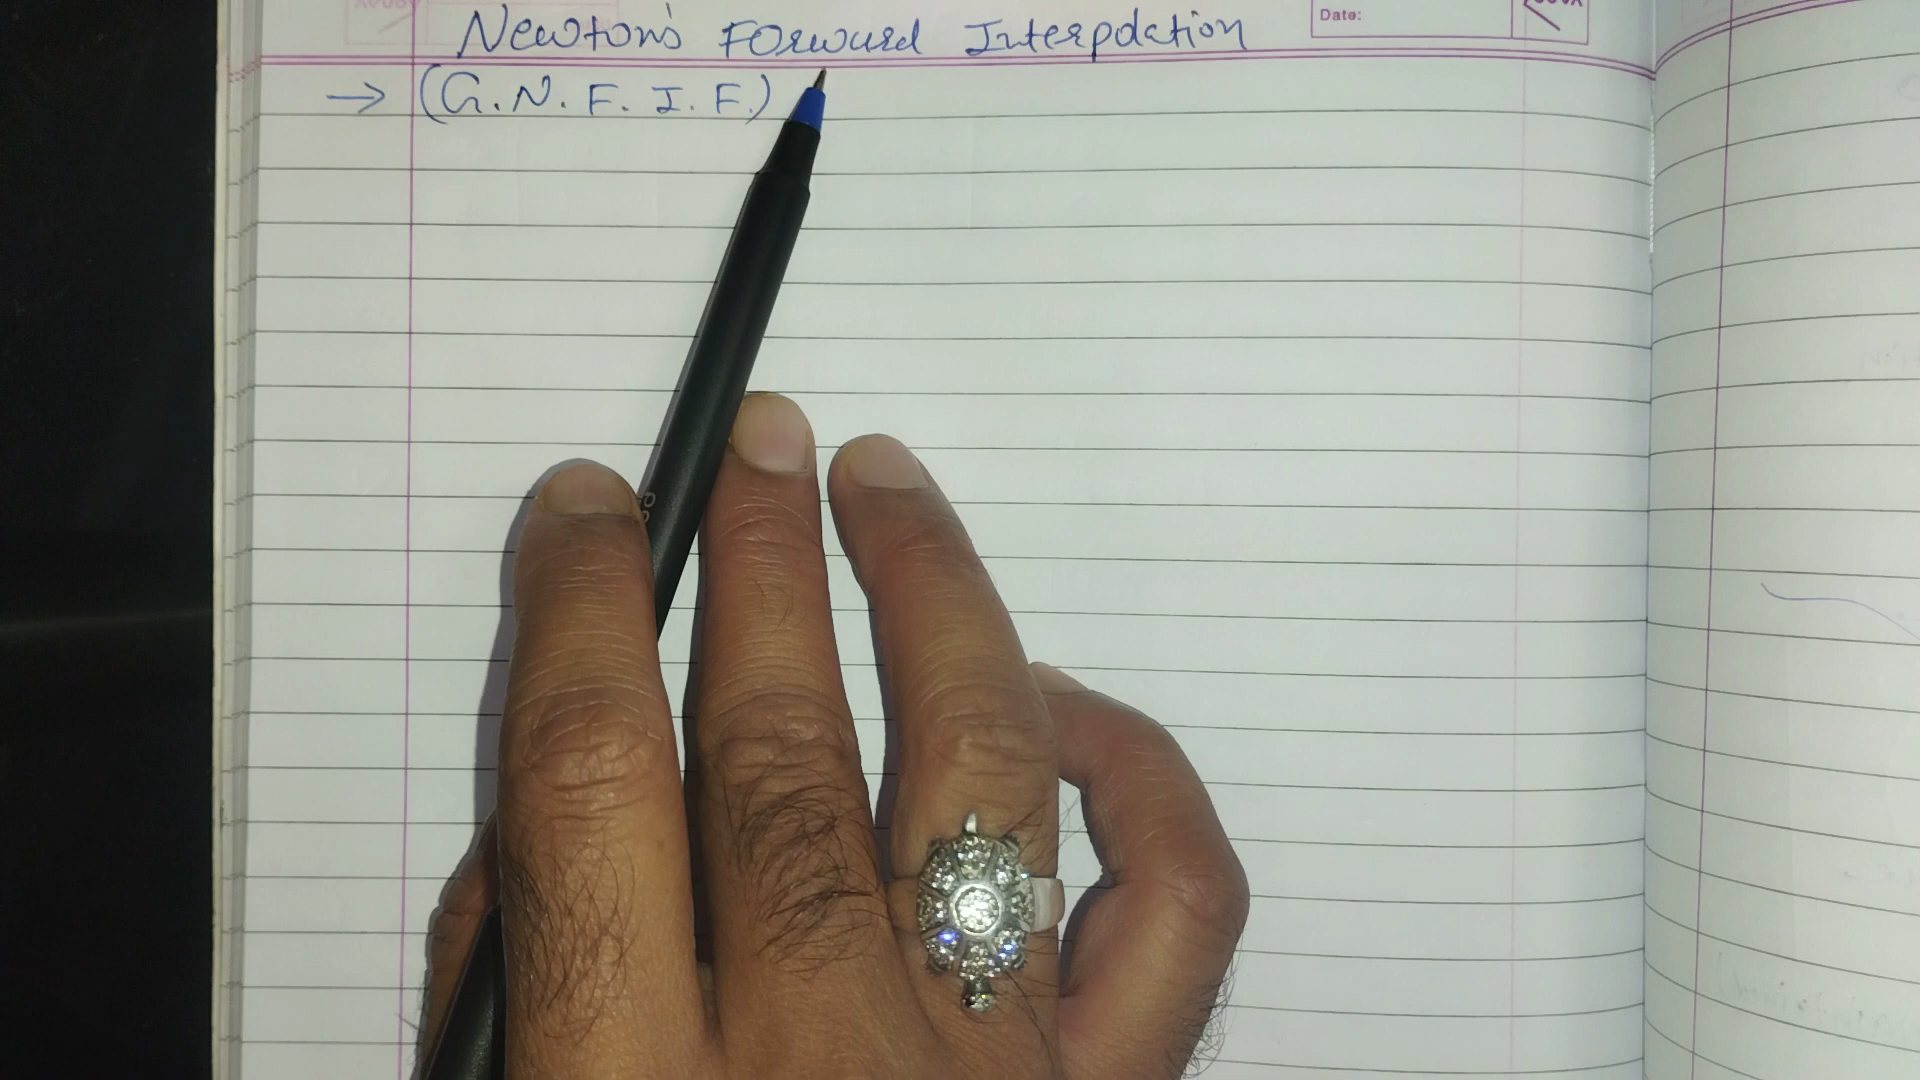 Newton's Forward Interpolation
→ (G. N. F. I. F.)
Date: